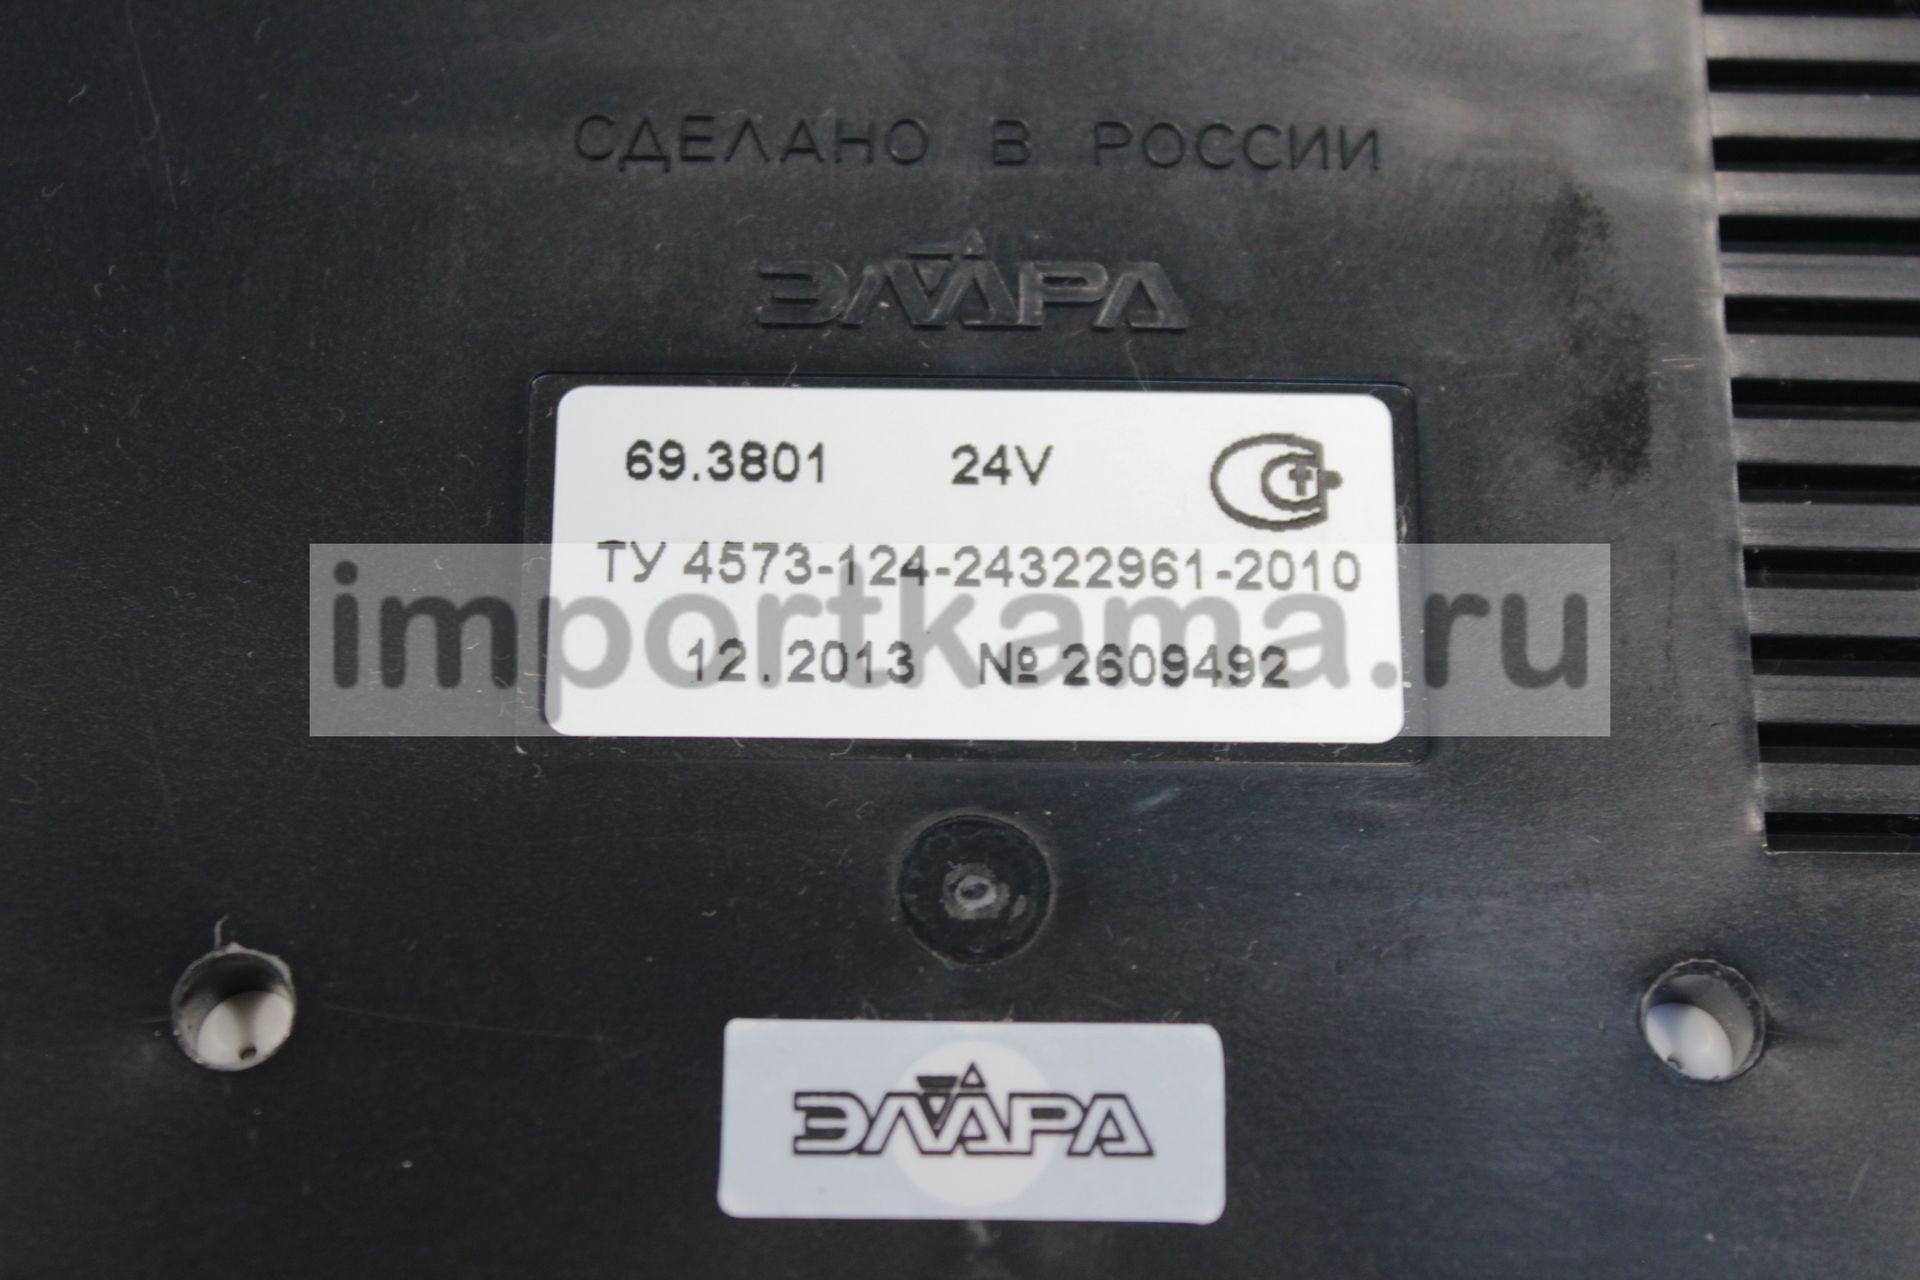 СДЕЛАНО В РОССИИ
ЭЛАРА
69.3801 24V
ТУ 4573-124-24322961-2010
importkama.ru
12.2013 № 2609492
ЭЛАРА